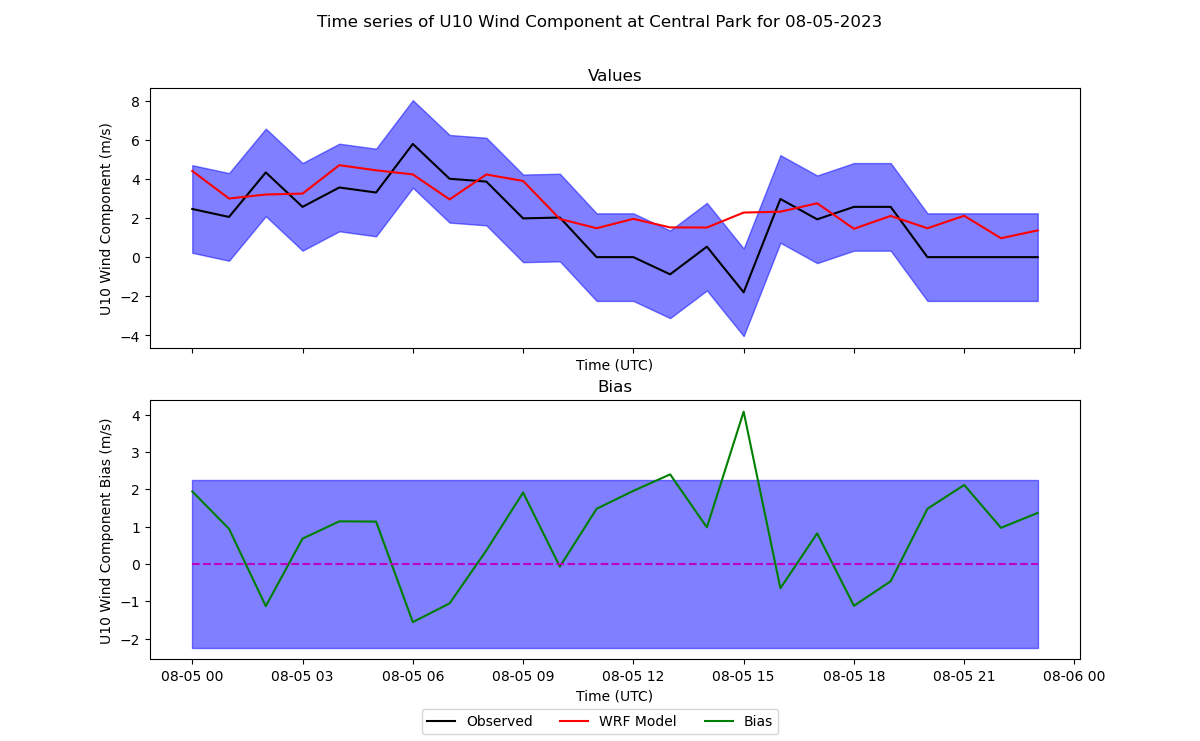 Time series of U10 Wind Component at Central Park for 08-05-2023
Values
U10 Wind Component (m/s)
8
6
4
2
0
−2
−4
Time (UTC)
Bias
U10 Wind Component Bias (m/s)
4
3
2
1
0
−1
−2
08-05 00 08-05 03 08-05 06 08-05 09 08-05 12 08-05 15 08-05 18 08-05 21 08-06 00
Time (UTC)
Observed WRF Model Bias